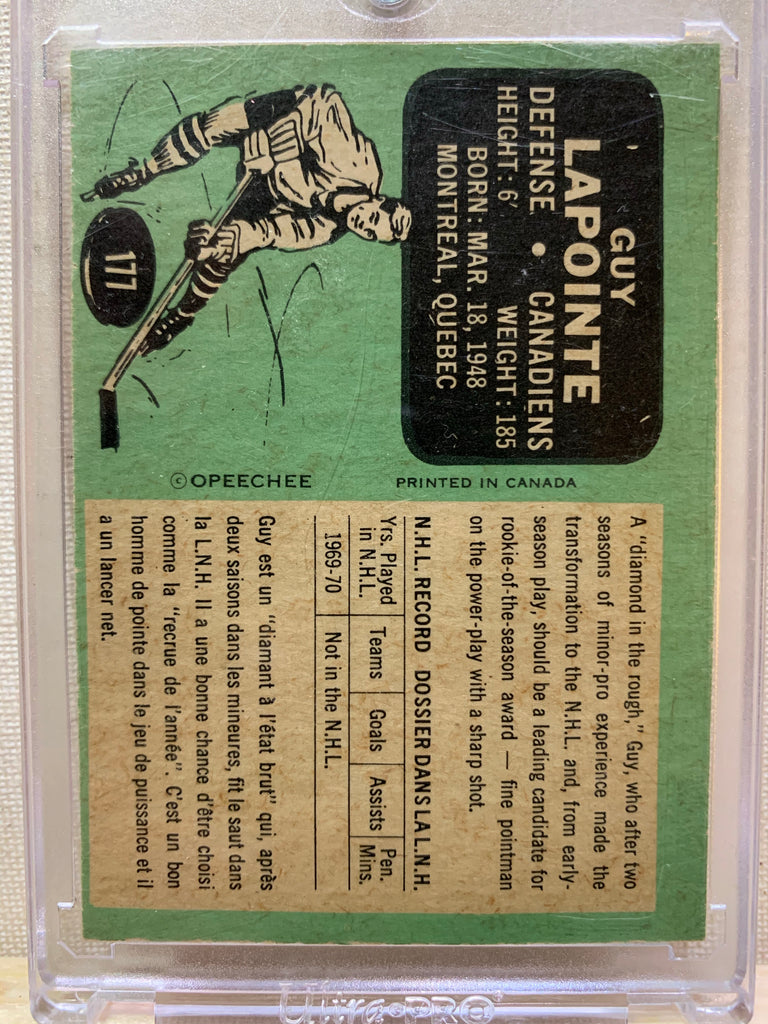 GUY
LAPOINTE
DEFENSE • CANADIENS
HEIGHT: 6' WEIGHT: 185
BORN: MAR. 18, 1948
MONTREAL, QUEBEC
177
PRINTED IN CANADA
© OPEECHEE
A "diamond in the rough," Guy, who after two
seasons of minor-pro experience made the
transformation to the N.H.L. and, from early-
season play, should be a leading candidate for
rookie-of-the-season award — fine pointman
on the power-play with a sharp shot.
N.H.L. RECORD DOSSIER DANS LA L.N.H.
Yrs. Played in N.H.L. Teams Goals Assists Pen. Mins.
1969-70 Not in the N.H.L.
Guy est un "diamant à l'état brut" qui, après
deux saisons dans les mineures, fit le saut dans
la L.N.H. Il a une bonne chance d'être choisi
comme la "recrue de l'année". C'est un bon
homme de pointe dans le jeu de puissance et il
a un lancer net.
Ultra·PRO®